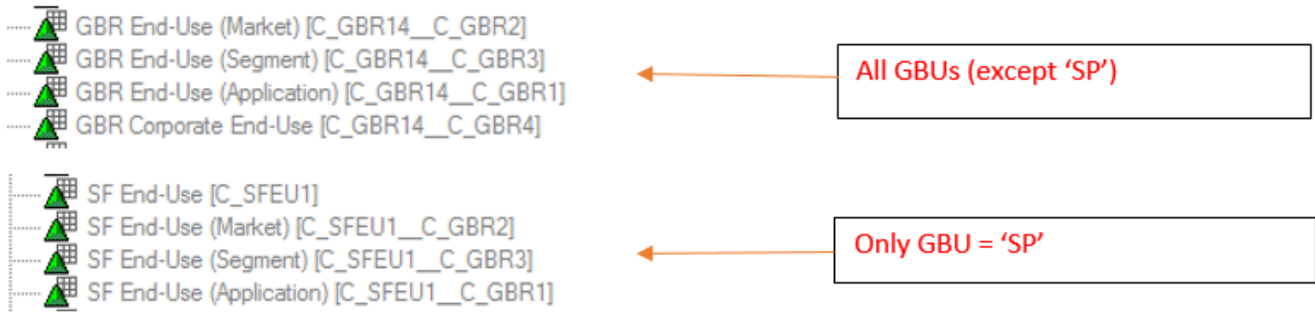 GBR End-Use (Market) [C_GBR14__C_GBR2]
GBR End-Use (Segment) [C_GBR14__C_GBR3]
GBR End-Use (Application) [C_GBR14__C_GBR1]
GBR Corporate End-Use [C_GBR14__C_GBR4]
All GBUs (except ‘SP’)
SF End-Use [C_SFEU1]
SF End-Use (Market) [C_SFEU1__C_GBR2]
SF End-Use (Segment) [C_SFEU1__C_GBR3]
SF End-Use (Application) [C_SFEU1__C_GBR1]
Only GBU = ‘SP’